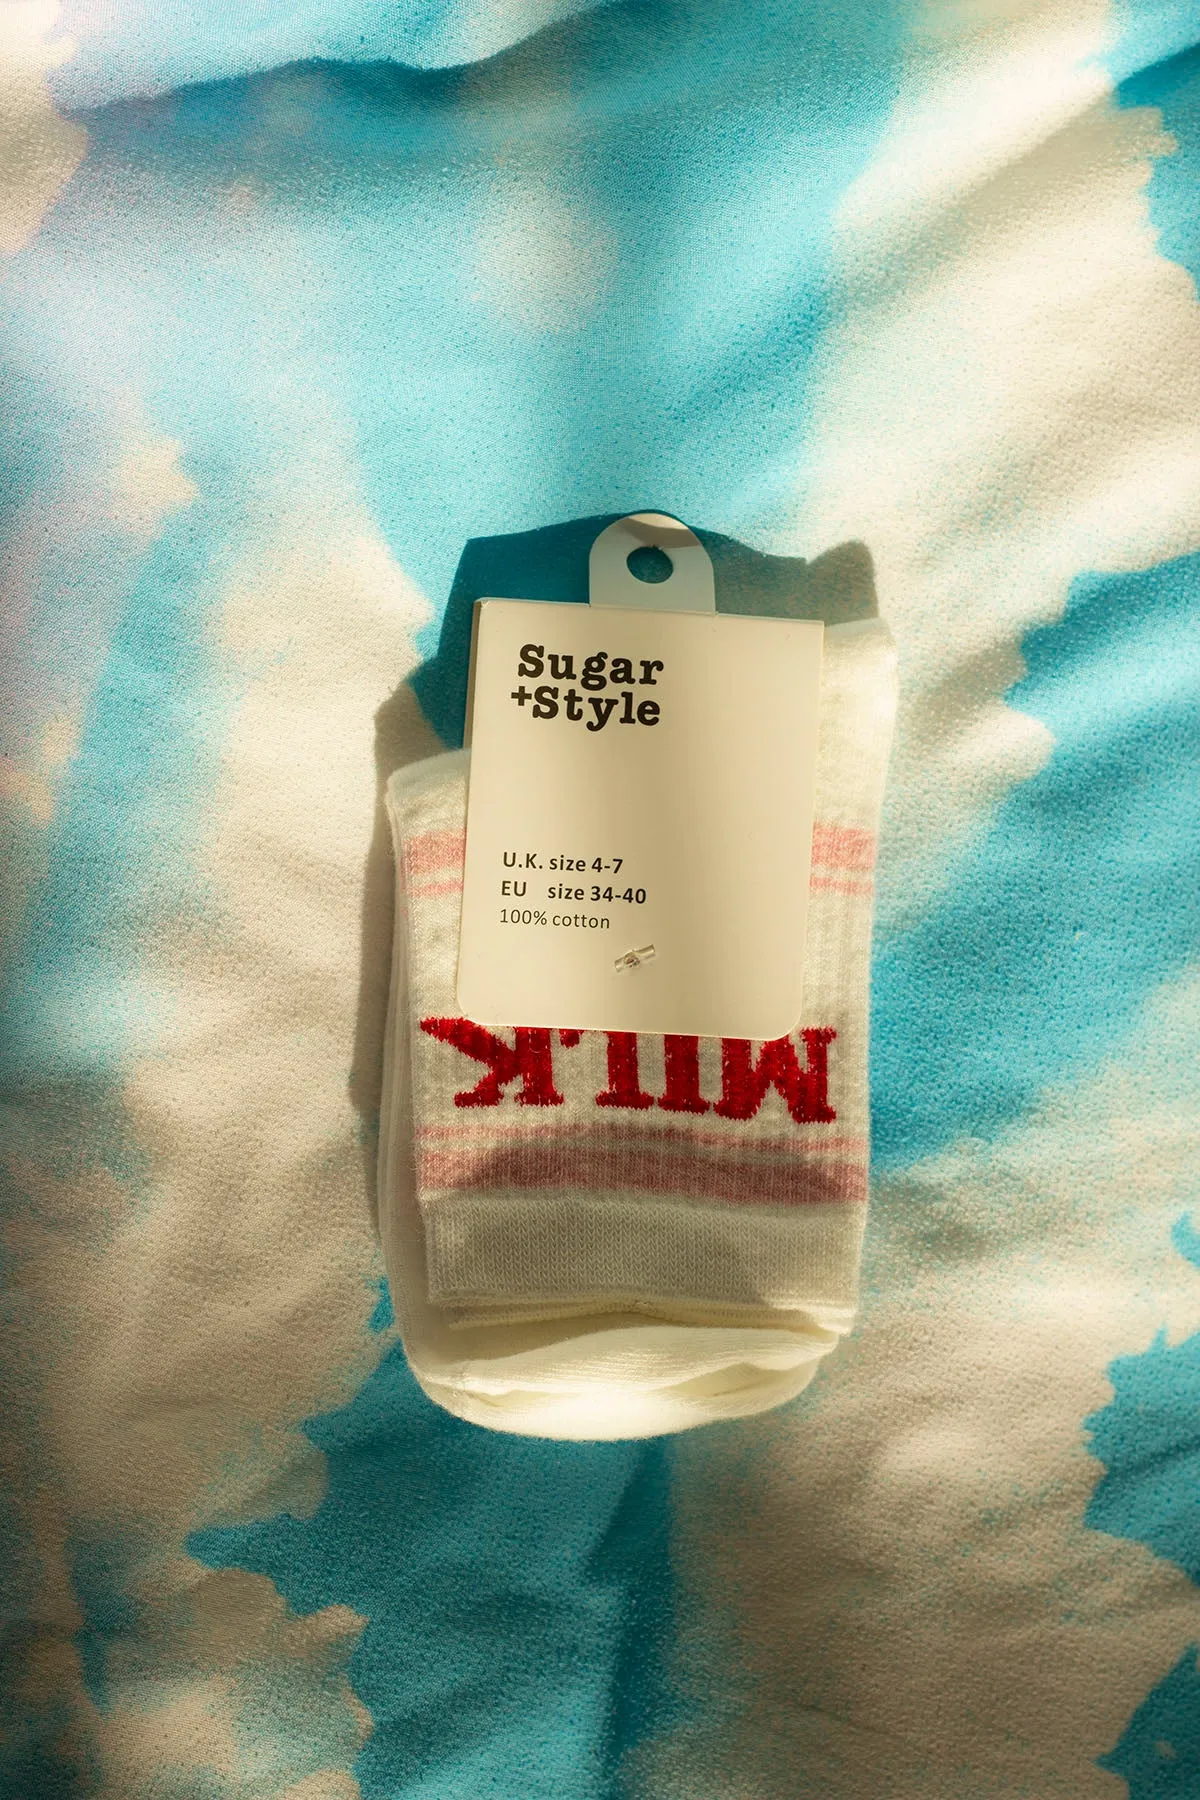 Sugar
+Style
U.K. size 4-7
EU size 34-40
100% cotton
MILK